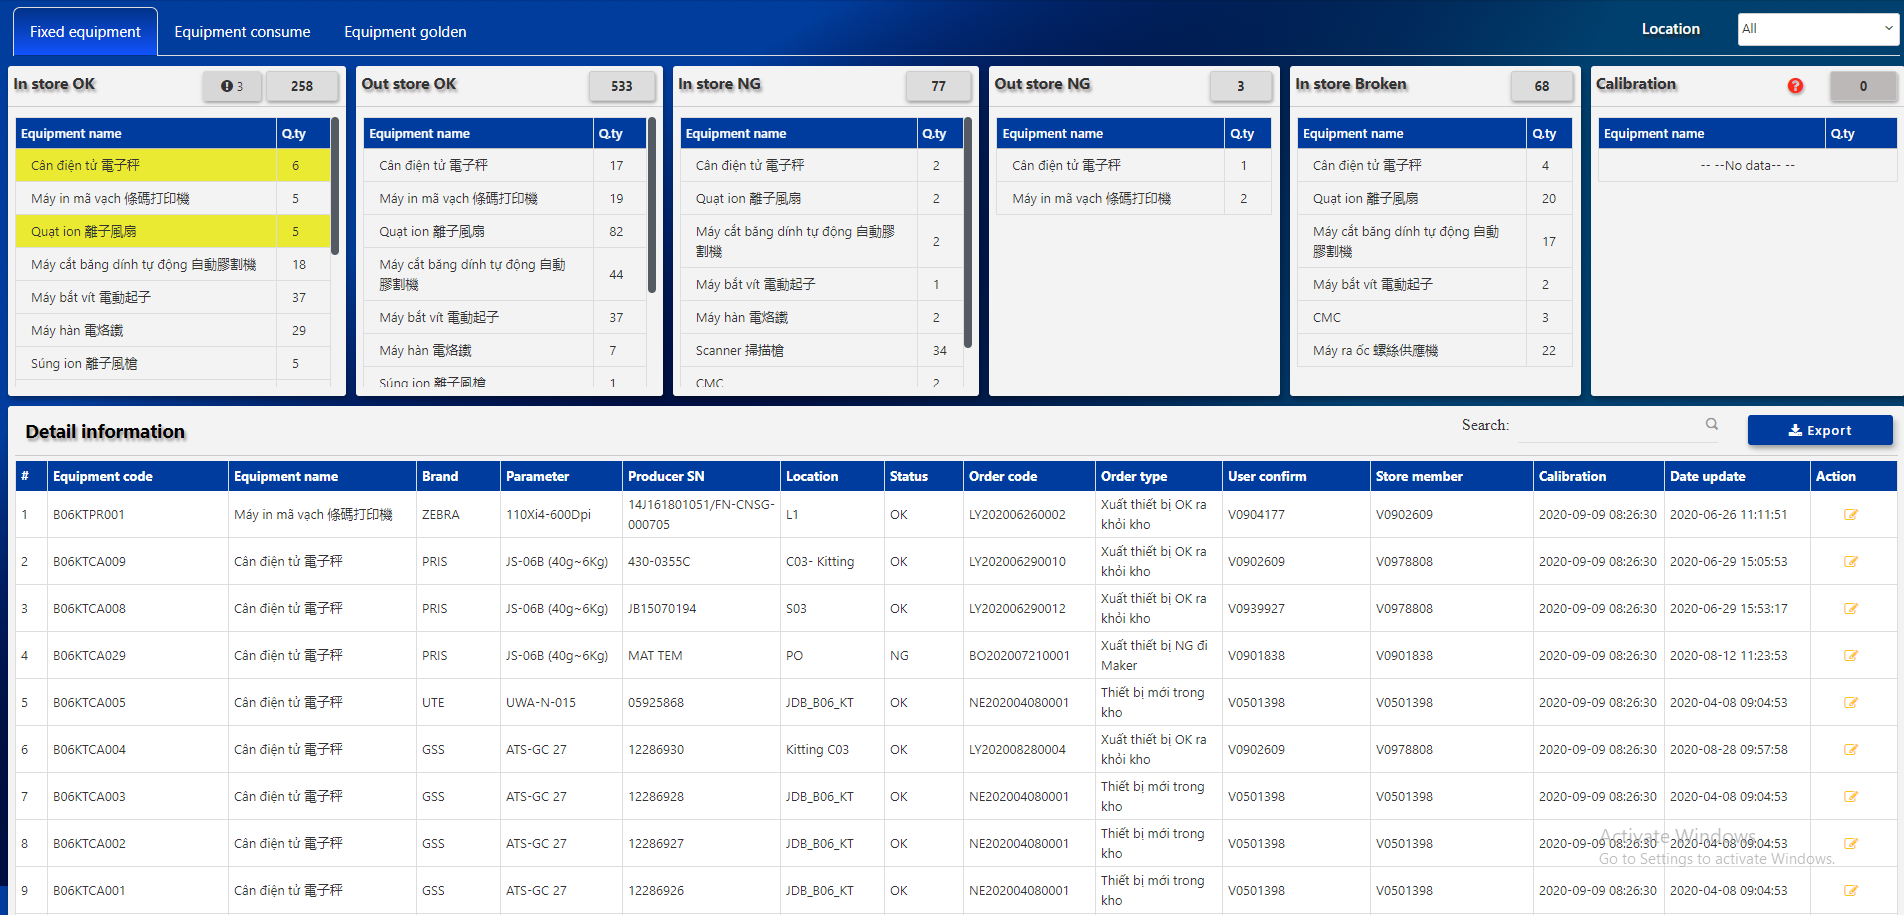 Fixed equipment
Equipment consume
Equipment golden
Location
All
In store OK
3
258
Equipment name Q.ty
Cân điện tử 電子秤 6
Máy in mã vạch 條碼打印機 5
Quạt ion 離子風扇 5
Máy cắt băng dính tự động 自動膠割機 18
Máy bắt vít 電動起子 37
Máy hàn 電烙鐵 29
Súng ion 離子風槍 5
Out store OK
533
Equipment name Q.ty
Cân điện tử 電子秤 17
Máy in mã vạch 條碼打印機 19
Quạt ion 離子風扇 82
Máy cắt băng dính tự động 自動
膠割機 44
Máy bắt vít 電動起子 37
Máy hàn 電烙鐵 7
Súng ion 離子風槍 1
In store NG
77
Equipment name Q.ty
Cân điện tử 電子秤 2
Quạt ion 離子風扇 2
Máy cắt băng dính tự động 自動膠
割機 2
Máy bắt vít 電動起子 1
Máy hàn 電烙鐵 2
Scanner 掃描槍 34
CMC 2
Out store NG
3
Equipment name Q.ty
Cân điện tử 電子秤 1
Máy in mã vạch 條碼打印機 2
In store Broken
68
Equipment name Q.ty
Cân điện tử 電子秤 4
Quạt ion 離子風扇 20
Máy cắt băng dính tự động 自動
膠割機 17
Máy bắt vít 電動起子 2
CMC 3
Máy ra ốc 螺絲供應機 22
Calibration
?
0
Equipment name Q.ty
-- --No data-- --
Detail information
Search:
Export
# Equipment code Equipment name Brand Parameter Producer SN Location Status Order code Order type User confirm Store member Calibration Date update Action
1 B06KTPR001 Máy in mã vạch 條碼打印機 ZEBRA 110Xi4-600Dpi 14J161801051/FN-CNSG-000705 L1 OK LY202006260002 Xuất thiết bị OK ra khỏi kho V0904177 V0902609 2020-09-09 08:26:30 2020-06-26 11:11:51
2 B06KTCA009 Cân điện tử 電子秤 PRIS JS-06B (40g~6Kg) 430-0355C C03- Kitting OK LY202006290010 Xuất thiết bị OK ra khỏi kho V0902609 V0978808 2020-09-09 08:26:30 2020-06-29 15:05:53
3 B06KTCA008 Cân điện tử 電子秤 PRIS JS-06B (40g~6Kg) JB15070194 S03 OK LY202006290012 Xuất thiết bị OK ra khỏi kho V0939927 V0978808 2020-09-09 08:26:30 2020-06-29 15:53:17
4 B06KTCA029 Cân điện tử 電子秤 PRIS JS-06B (40g~6Kg) MAT TEM PO NG BO202007210001 Xuất thiết bị NG đi Maker V0901838 V0901838 2020-09-09 08:26:30 2020-08-12 11:23:53
5 B06KTCA005 Cân điện tử 電子秤 UTE UWA-N-015 05925868 JDB_B06_KT OK NE202004080001 Thiết bị mới trong kho V0501398 V0501398 2020-09-09 08:26:30 2020-04-08 09:04:53
6 B06KTCA004 Cân điện tử 電子秤 GSS ATS-GC 27 12286930 Kitting C03 OK LY202008280004 Xuất thiết bị OK ra khỏi kho V0902609 V0978808 2020-09-09 08:26:30 2020-08-28 09:57:58
7 B06KTCA003 Cân điện tử 電子秤 GSS ATS-GC 27 12286928 JDB_B06_KT OK NE202004080001 Thiết bị mới trong kho V0501398 V0501398 2020-09-09 08:26:30 2020-04-08 09:04:53
8 B06KTCA002 Cân điện tử 電子秤 GSS ATS-GC 27 12286927 JDB_B06_KT OK NE202004080001 Thiết bị mới trong kho V0501398 V0501398 2020-09-09 08:26:30 2020-04-08 09:04:53
9 B06KTCA001 Cân điện tử 電子秤 GSS ATS-GC 27 12286926 JDB_B06_KT OK NE202004080001 Thiết bị mới trong kho V0501398 V0501398 2020-09-09 08:26:30 2020-04-08 09:04:53
Activate Windows
Go to Settings to activate Windows.